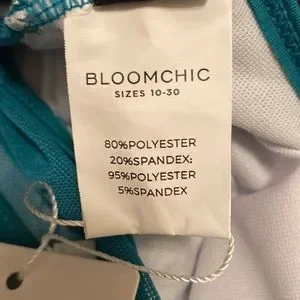 BLOOMCHIC
SIZES 10-30
80%POLYESTER
20%SPANDEX;
95%POLYESTER
5%SPANDEX